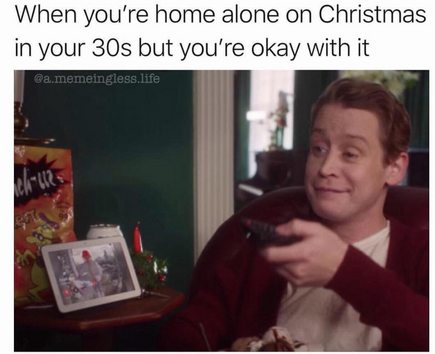 When you're home alone on Christmas
in your 30s but you're okay with it
@a.memeingless.life